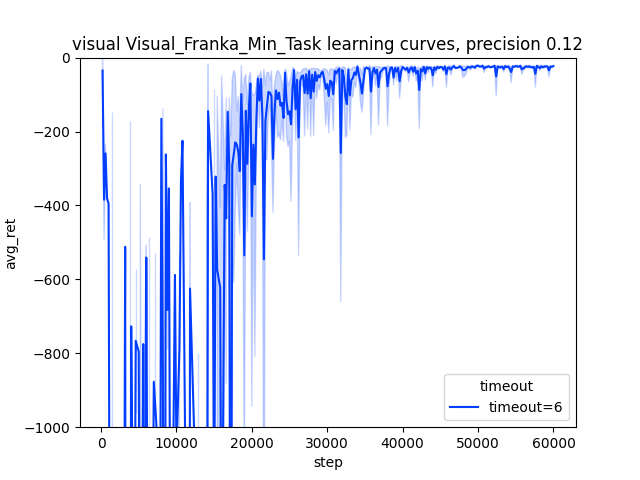 visual Visual_Franka_Min_Task learning curves, precision 0.12
avg_ret
0
−200
−400
−600
−800
−1000
timeout
timeout=6
0 10000 20000 30000 40000 50000 60000
step